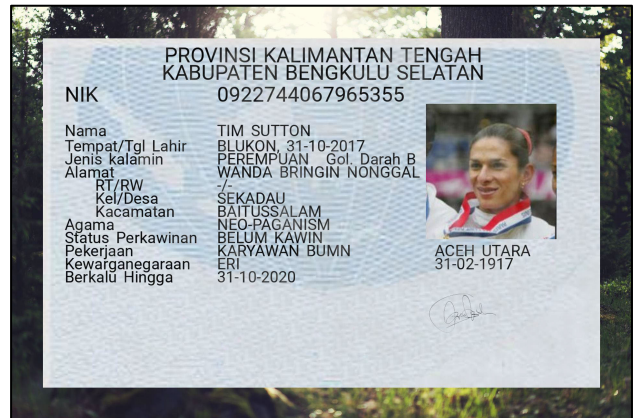 PROVINSI KALIMANTAN TENGAH
KABUPATEN BENGKULU SELATAN
NIK 0922744067965355
Nama TIM SUTTON
Tempat/Tgl Lahir BLUKON, 31-10-2017
Jenis kalamin PEREMPUAN Gol. Darah B
Alamat WANDA BRINGIN NONGGAL
RT/RW -/-
Kel/Desa SEKADAU
Kacamatan BAITUSSALAM
Agama NEO-PAGANISM
Status Perkawinan BELUM KAWIN
Pekerjaan KARYAWAN BUMN
Kewarganegaraan ERI
Berkalu Hingga 31-10-2020
ACEH UTARA
31-02-1917